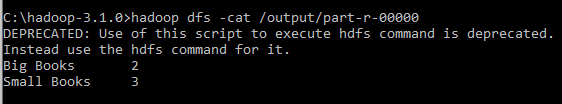 C:\hadoop-3.1.0>hadoop dfs -cat /output/part-r-00000
DEPRECATED: Use of this script to execute hdfs command is deprecated.
Instead use the hdfs command for it.
Big Books       2
Small Books     3